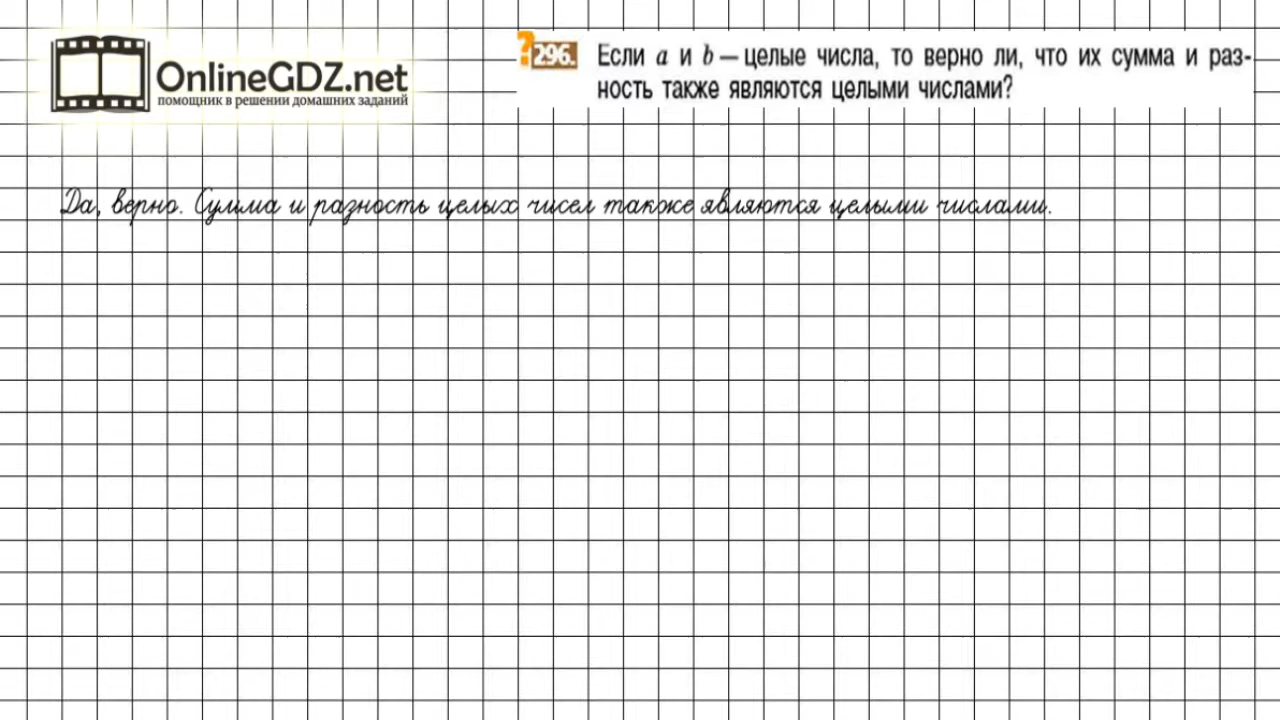 OnlineGDZ.net
помощник в решении домашних заданий
?296. Если a и b — целые числа, то верно ли, что их сумма и раз-
ность также являются целыми числами?
Да, верно. Сумма и разность целых чисел также являются целыми числами.